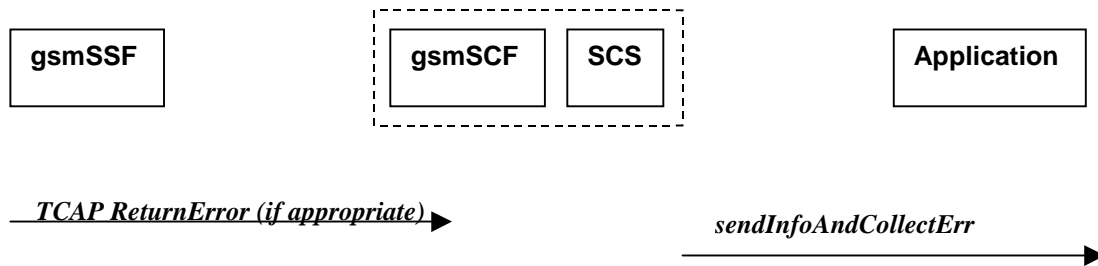 gsmSSF
gsmSCF
SCS
Application
TCAP ReturnError (if appropriate)
sendInfoAndCollectErr